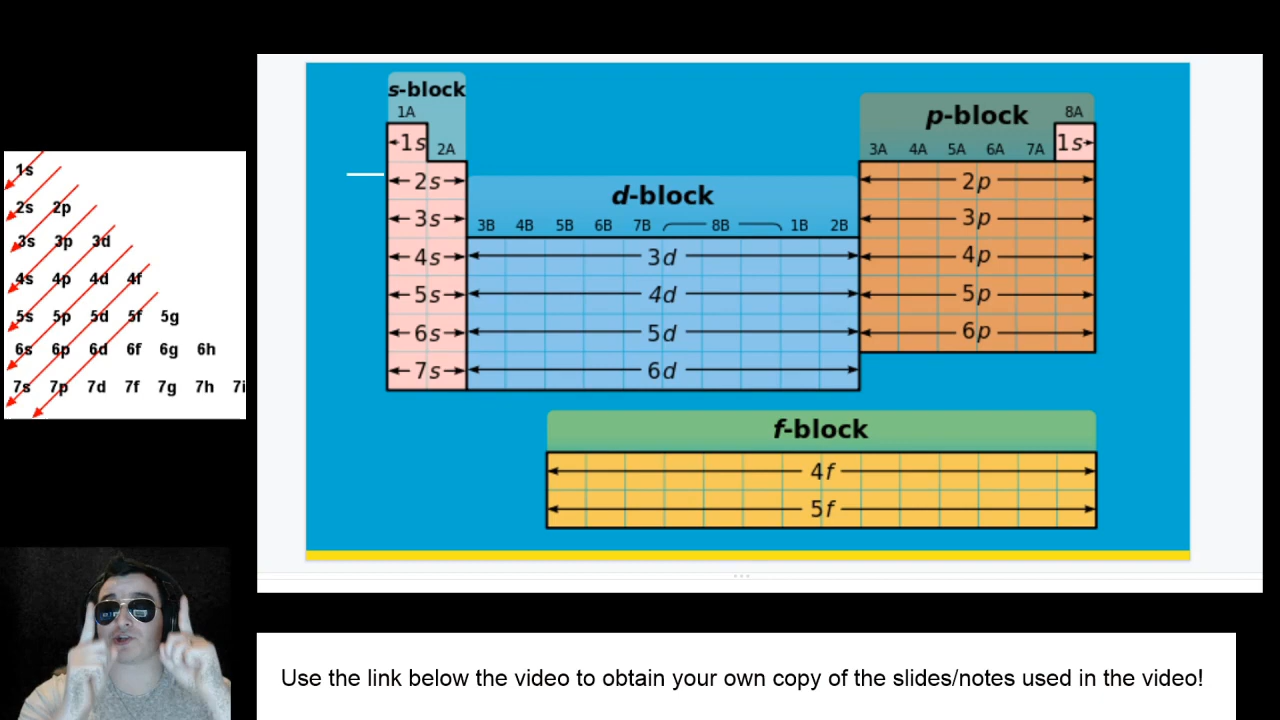 1s
2s 2p
3s 3p 3d
4s 4p 4d 4f
5s 5p 5d 5f 5g
6s 6p 6d 6f 6g 6h
7s 7p 7d 7f 7g 7h 7i
s-block
1A
2A
1s
2s
3s
4s
5s
6s
7s
d-block
3B 4B 5B 6B 7B 8B 1B 2B
3d
4d
5d
6d
p-block
8A
3A 4A 5A 6A 7A
1s
2p
3p
4p
5p
6p
f-block
4f
5f
Use the link below the video to obtain your own copy of the slides/notes used in the video!